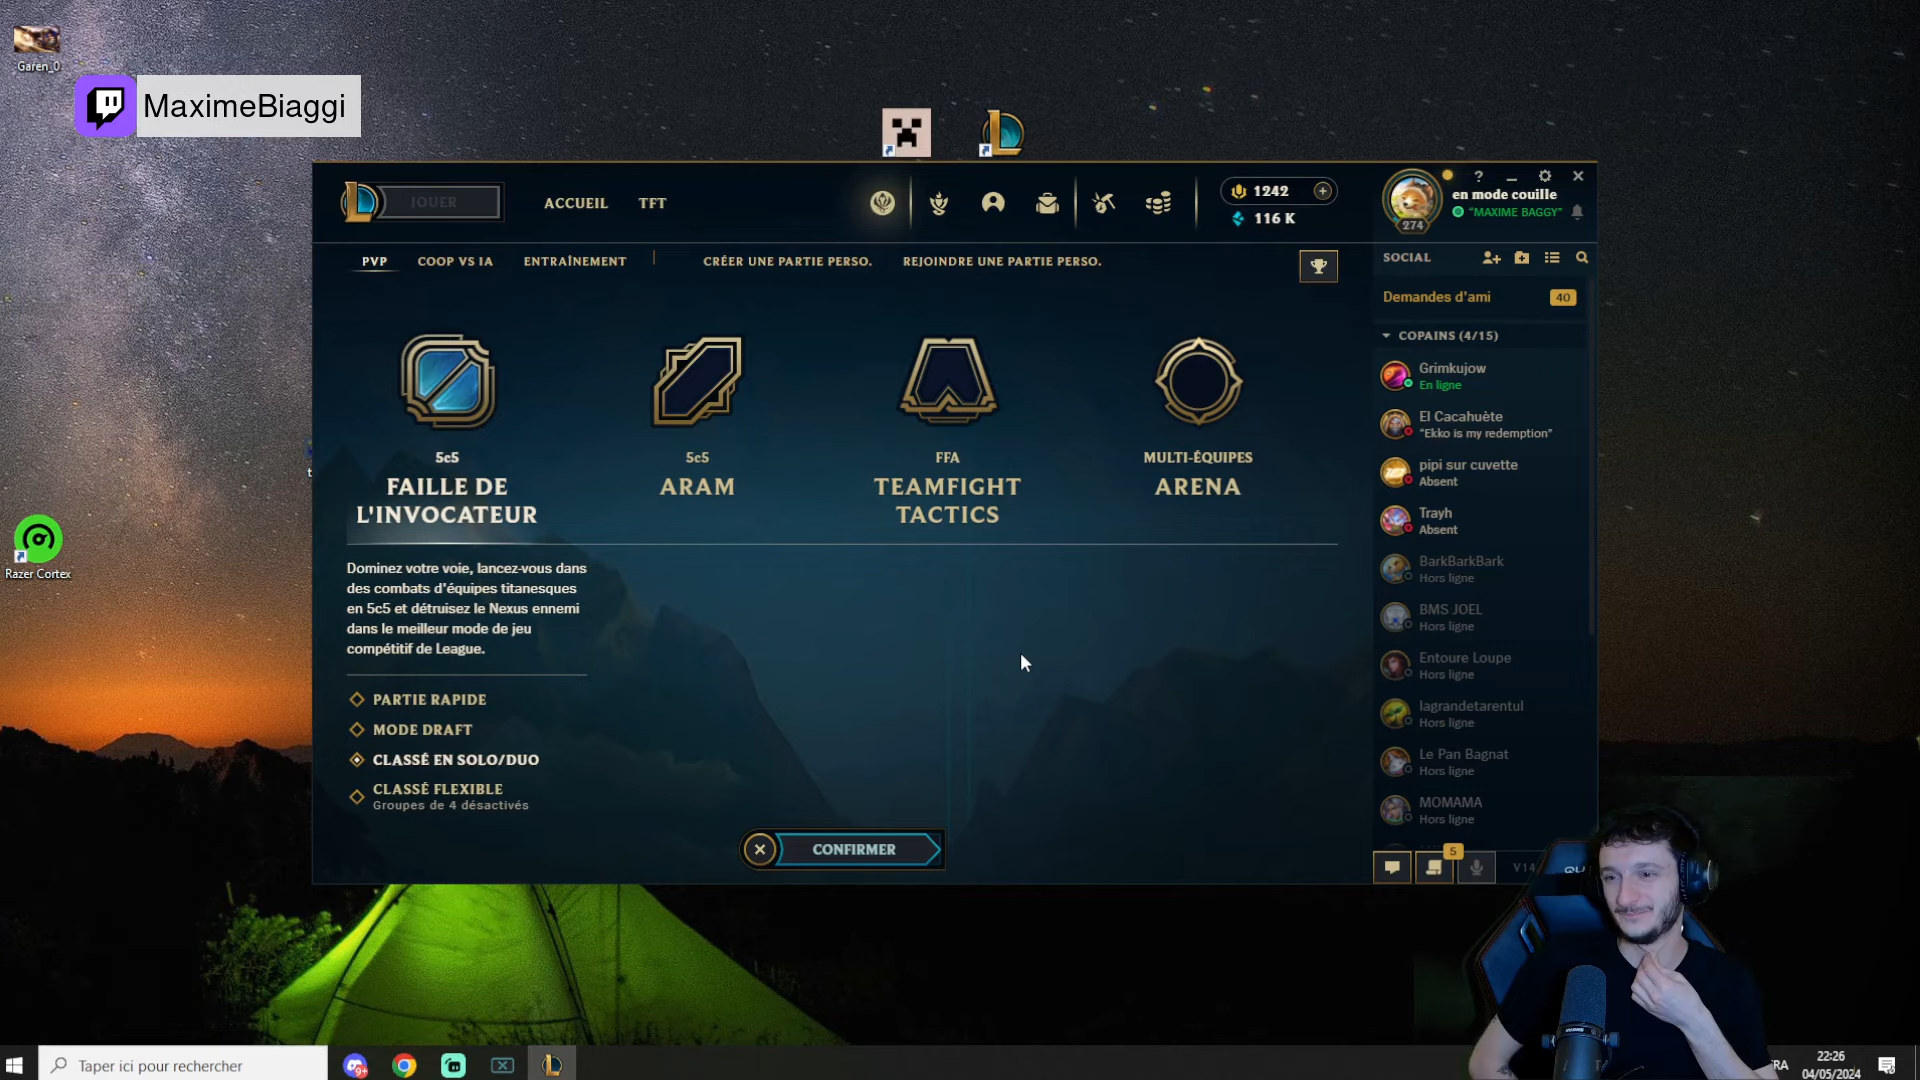 Garen_0
MaximeBiaggi
JOUER
ACCUEIL
TFT
1242
116 K
en mode couille
"MAXIME BAGGY"
274
PVP
COOP VS IA
ENTRAÎNEMENT
CRÉER UNE PARTIE PERSO.
REJOINDRE UNE PARTIE PERSO.
SOCIAL
Demandes d'ami
40
COPAINS (4/15)
Grimkujow
En ligne
El Cacahuète
"Ekko is my redemption"
pipi sur cuvette
Absent
Trayh
Absent
BarkBarkBark
Hors ligne
BMS JOEL
Hors ligne
Entoure Loupe
Hors ligne
lagrandetarentul
Hors ligne
Le Pan Bagnat
Hors ligne
MOMAMA
Hors ligne
5c5
FAILLE DE
L'INVOCATEUR
5c5
ARAM
FFA
TEAMFIGHT
TACTICS
MULTI-ÉQUIPES
ARENA
Dominez votre voie, lancez-vous dans
des combats d'équipes titanesques
en 5c5 et détruisez le Nexus ennemi
dans le meilleur mode de jeu
compétitif de League.
PARTIE RAPIDE
MODE DRAFT
CLASSÉ EN SOLO/DUO
CLASSÉ FLEXIBLE
Groupes de 4 désactivés
CONFIRMER
5
V14
Razer Cortex
Taper ici pour rechercher
9+
22:26
04/05/2024